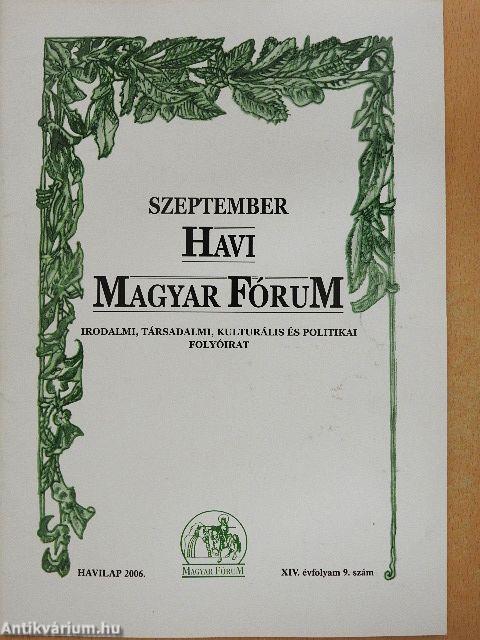 SZEPTEMBER
HAVI
MAGYAR FÓRUM
IRODALMI, TÁRSADALMI, KULTURÁLIS ÉS POLITIKAI
FOLYÓIRAT
HAVILAP 2006.
MAGYAR FÓRUM
XIV. évfolyam 9. szám
Antikvárium.hu